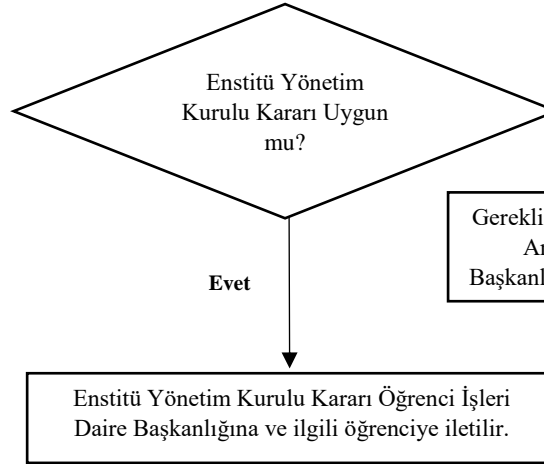 Enstitü Yönetim
Kurulu Kararı Uygun
mu?
Gerekli
Evet
Enstitü Yönetim Kurulu Kararı Öğrenci İşleri
Daire Başkanlığına ve ilgili öğrenciye iletilir.